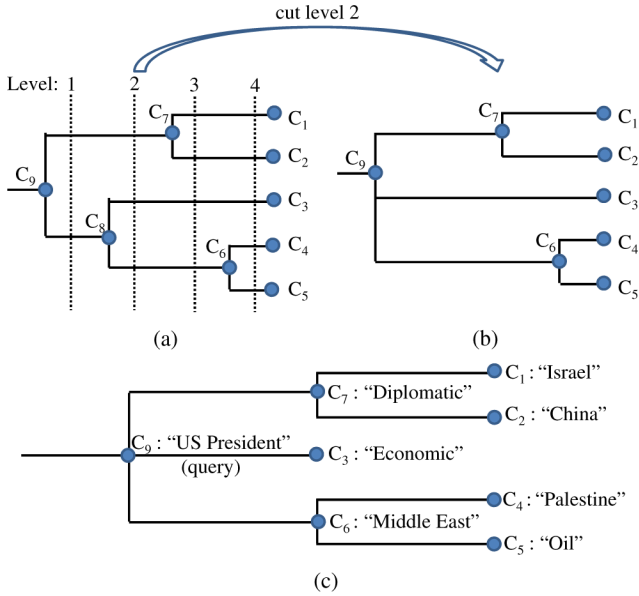 cut level 2
Level: 1 2 3 4
C7 C1
C2
C9
C8 C3
C6 C4
C5
(a)
C7 C1
C2
C9
C3
C6 C4
C5
(b)
C1 : “Israel”
C7 : “Diplomatic”
C2 : “China”
C9 : “US President”
(query)
C3 : “Economic”
C4 : “Palestine”
C6 : “Middle East”
C5 : “Oil”
(c)